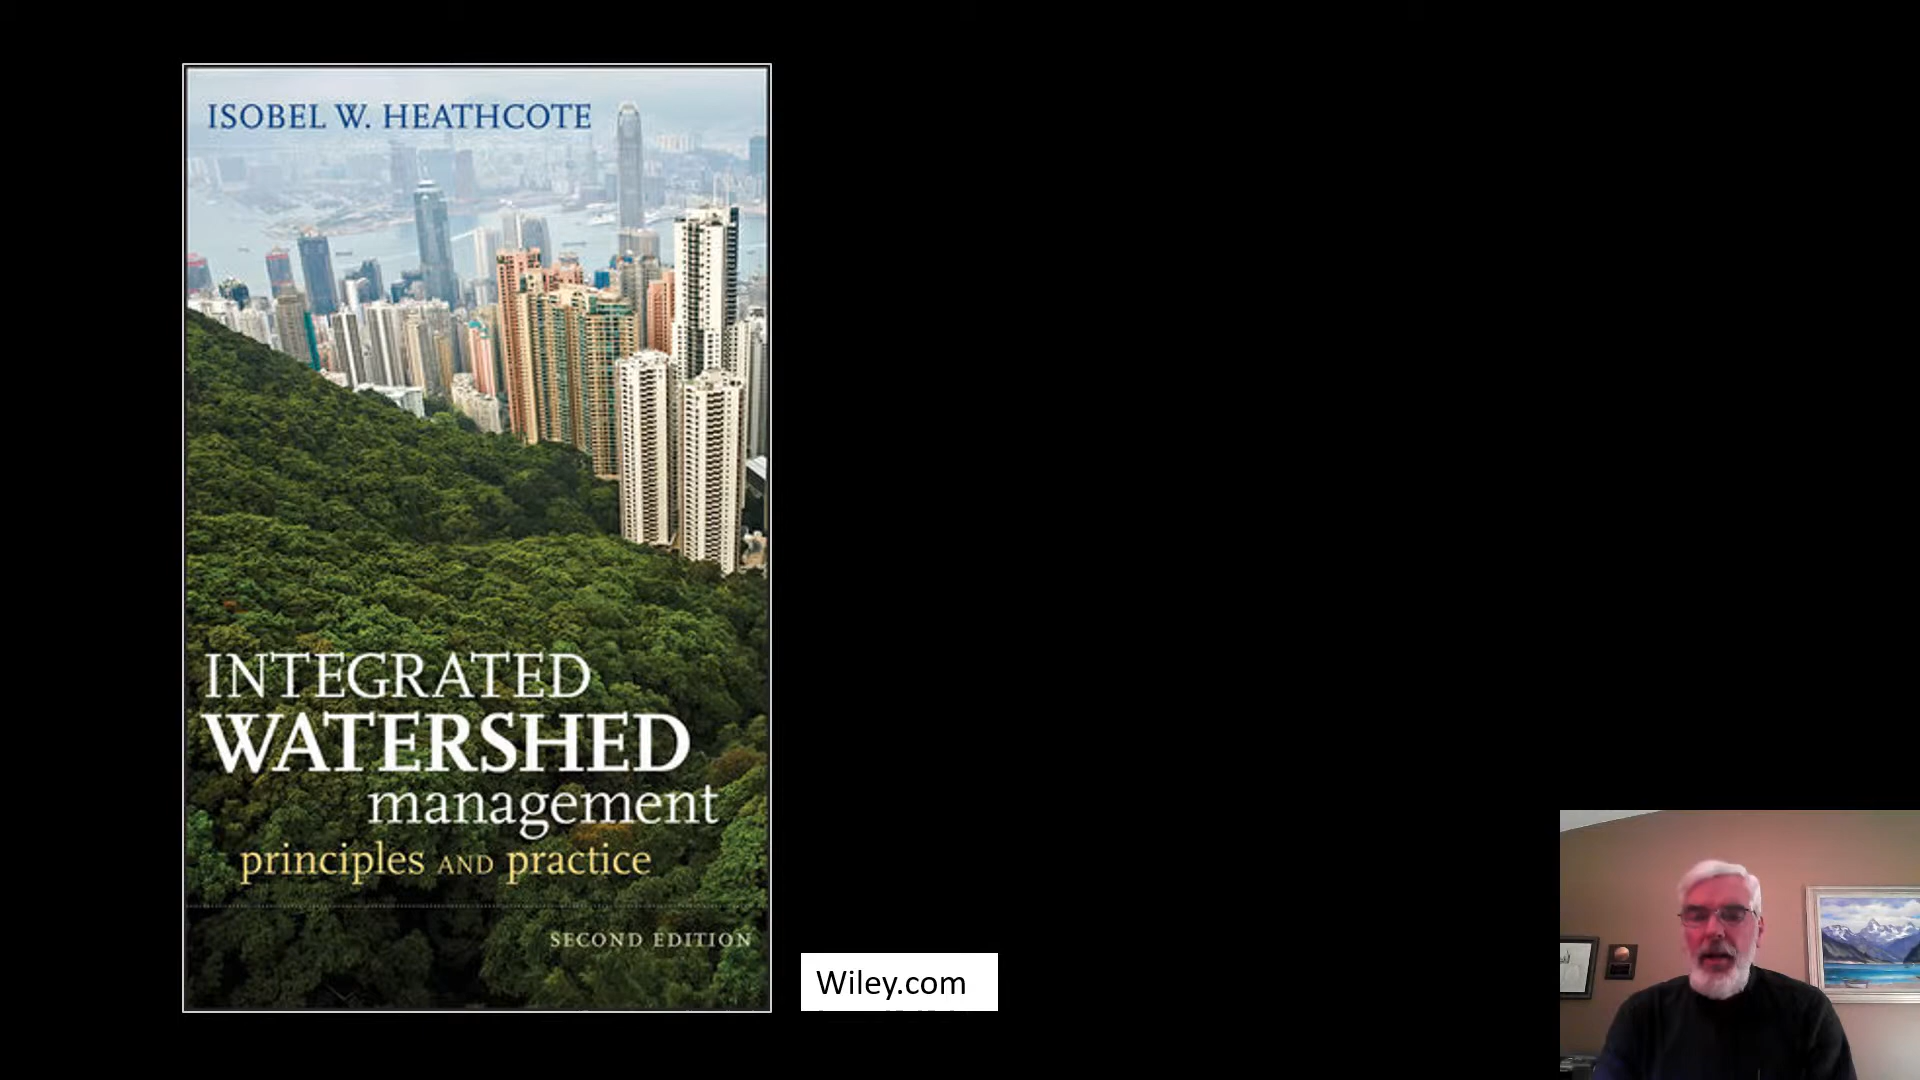 ISOBEL W. HEATHCOTE
INTEGRATED
WATERSHED
management
principles AND practice
SECOND EDITION
Wiley.com